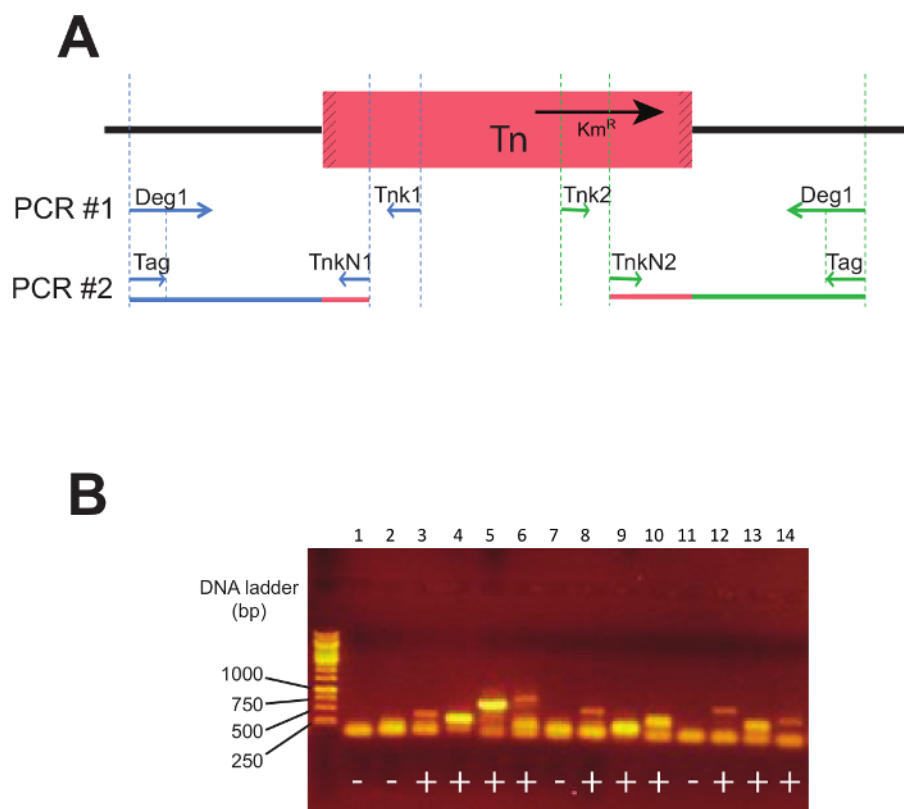 A
Tn
Km^R
PCR #1
Deg1
Tnk1
Tnk2
Deg1
PCR #2
Tag
TnkN1
TnkN2
Tag
B
1 2 3 4 5 6 7 8 9 10 11 12 13 14
DNA ladder
(bp)
1000
750
500
250
- - + + + + - + + + - + + +